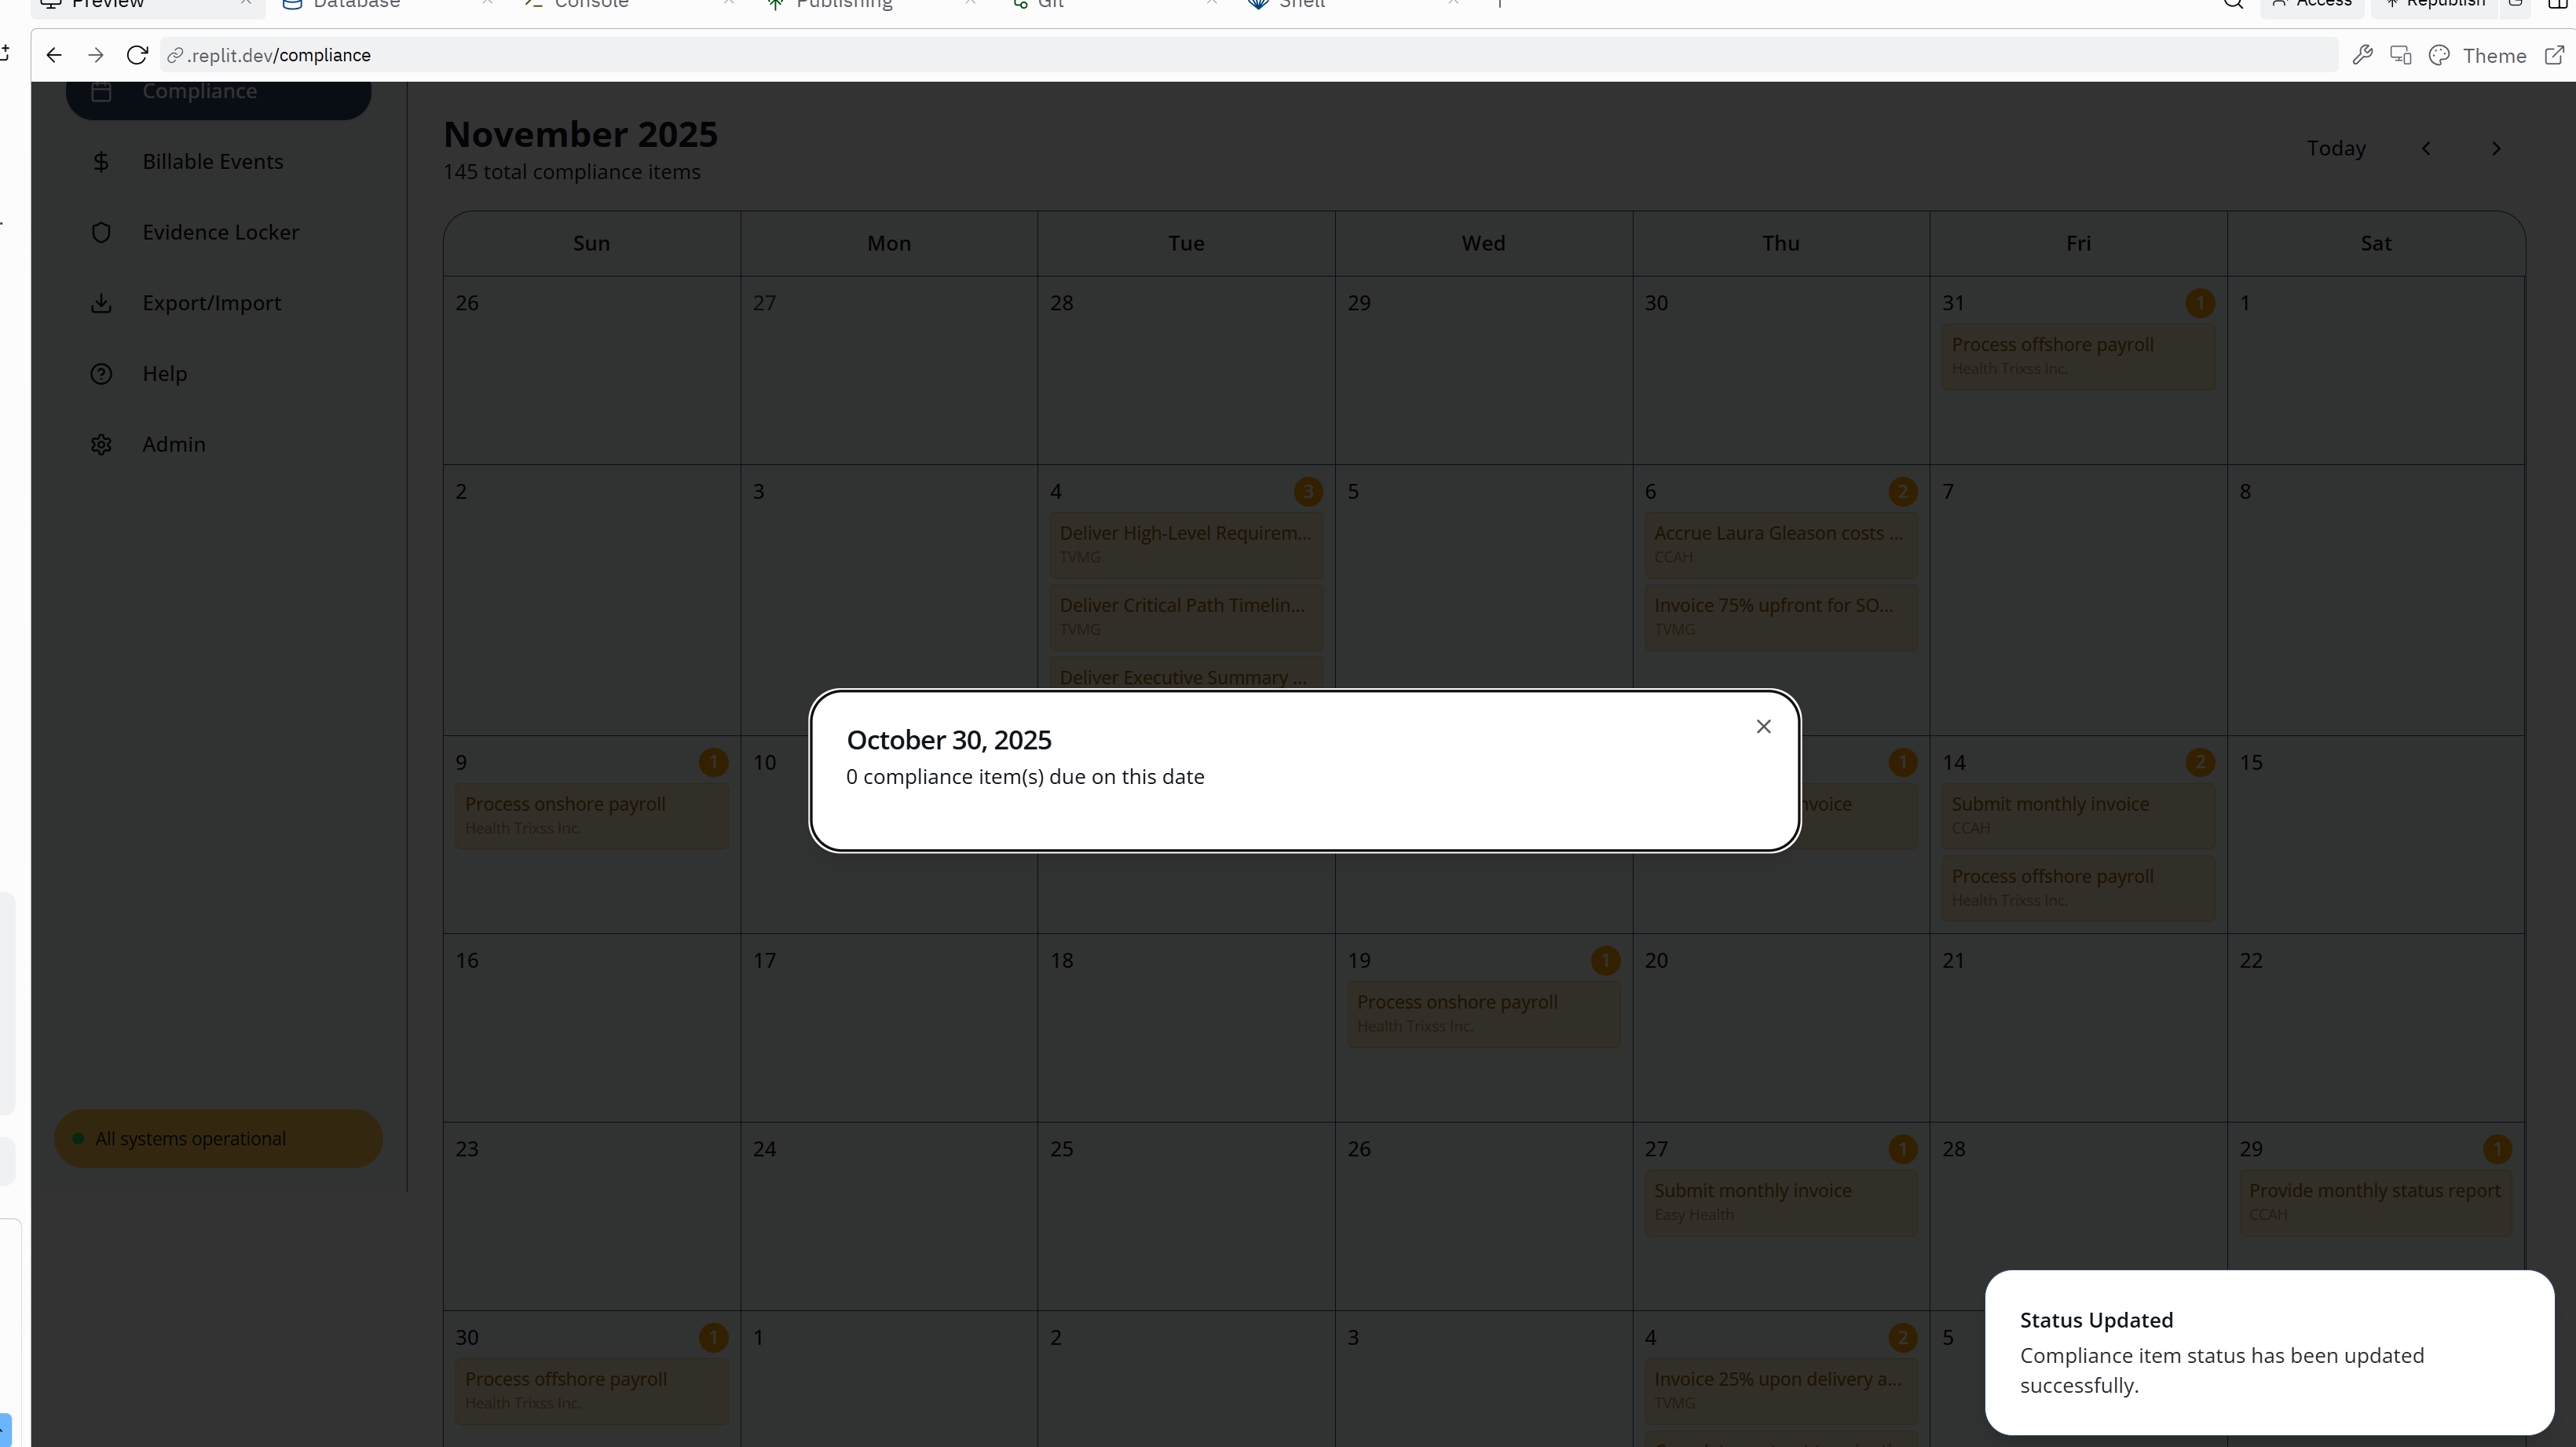 Preview
Database
Console
Publishing
Git
Shell
Access
Republish
.replit.dev/compliance
Theme
Compliance
Billable Events
Evidence Locker
Export/Import
Help
Admin
All systems operational
November 2025
145 total compliance items
Today
Sun Mon Tue Wed Thu Fri Sat
26 27 28 29 30 31 1 1
Process offshore payroll
Health Trixss Inc.
2 3 4 3 5 6 2 7 8
Deliver High-Level Requirem...
TVMG
Deliver Critical Path Timelin...
TVMG
Deliver Executive Summary ...
Accrue Laura Gleason costs ...
CCAH
Invoice 75% upfront for SO...
TVMG
9 1 10 1 14 2 15
Process onshore payroll
Health Trixss Inc.
nvoice
Submit monthly invoice
CCAH
Process offshore payroll
Health Trixss Inc.
October 30, 2025
0 compliance item(s) due on this date
16 17 18 19 1 20 21 22
Process onshore payroll
Health Trixss Inc.
23 24 25 26 27 1 28 29 1
Submit monthly invoice
Easy Health
Provide monthly status report
CCAH
30 1 1 2 3 4 2 5
Process offshore payroll
Health Trixss Inc.
Invoice 25% upon delivery a...
TVMG
Status Updated
Compliance item status has been updated
successfully.